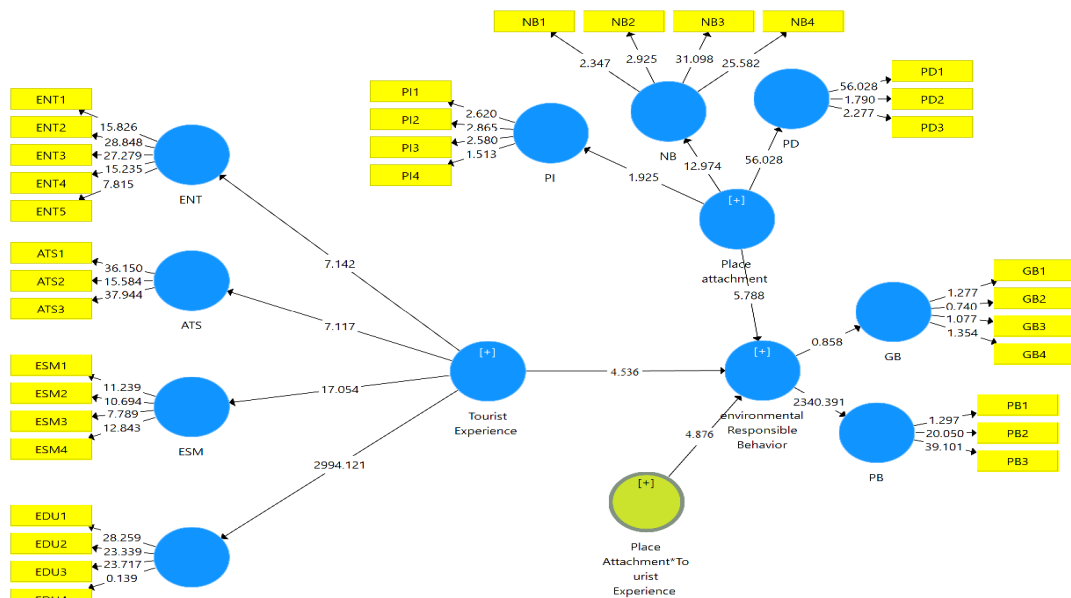 NB1
NB2
NB3
NB4
2.347
2.925
31.098
25.582
NB
PD1
PD2
PD3
56.028
1.790
2.277
PD
PI1
PI2
PI3
PI4
2.620
2.865
2.580
1.513
PI
1.925
12.974
56.028
[+]
Place
attachment
5.788
ENT1
ENT2
ENT3
ENT4
ENT5
15.826
28.848
27.279
15.235
7.815
ENT
7.142
ATS1
ATS2
ATS3
36.150
15.584
37.944
ATS
7.117
ESM1
ESM2
ESM3
ESM4
11.239
10.694
7.789
12.843
ESM
17.054
EDU1
EDU2
EDU3
28.259
23.339
23.717
0.139
2994.121
[+]
Tourist
Experience
4.536
[+]
environmental
Responsible
Behavior
0.858
2340.391
GB1
GB2
GB3
GB4
1.277
0.740
1.077
1.354
GB
PB1
PB2
PB3
1.297
20.050
39.101
PB
4.876
[+]
Place
Attachment*To
urist
Experience